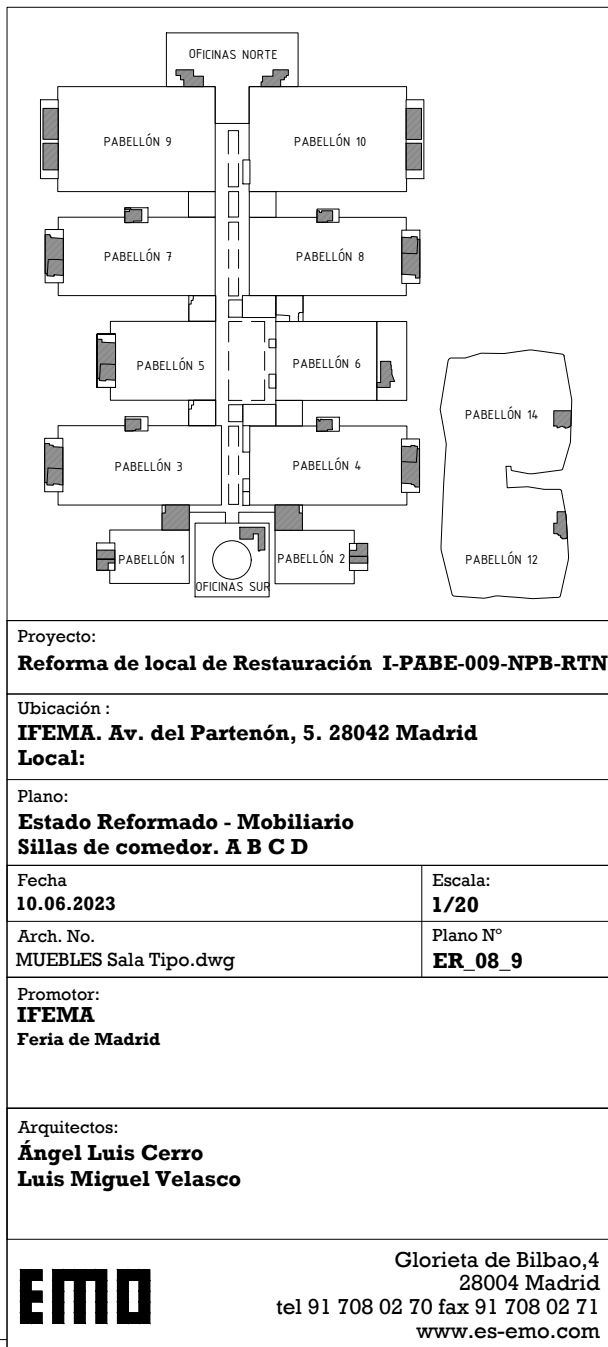 OFICINAS NORTE
PABELLÓN 9
PABELLÓN 10
PABELLÓN 7
PABELLÓN 8
PABELLÓN 5
PABELLÓN 6
PABELLÓN 14
PABELLÓN 3
PABELLÓN 4
PABELLÓN 1
PABELLÓN 2
PABELLÓN 12
OFICINAS SUR
Proyecto:
Reforma de local de Restauración I-PABE-009-NPB-RTN
Ubicación :
IFEMA. Av. del Partenón, 5. 28042 Madrid
Local:
Plano:
Estado Reformado - Mobiliario
Sillas de comedor. A B C D
Fecha
10.06.2023
Escala:
1/20
Arch. No.
MUEBLES Sala Tipo.dwg
Plano Nº
ER_08_9
Promotor:
IFEMA
Feria de Madrid
Arquitectos:
Ángel Luis Cerro
Luis Miguel Velasco
EMO
Glorieta de Bilbao,4
28004 Madrid
tel 91 708 02 70 fax 91 708 02 71
www.es-emo.com